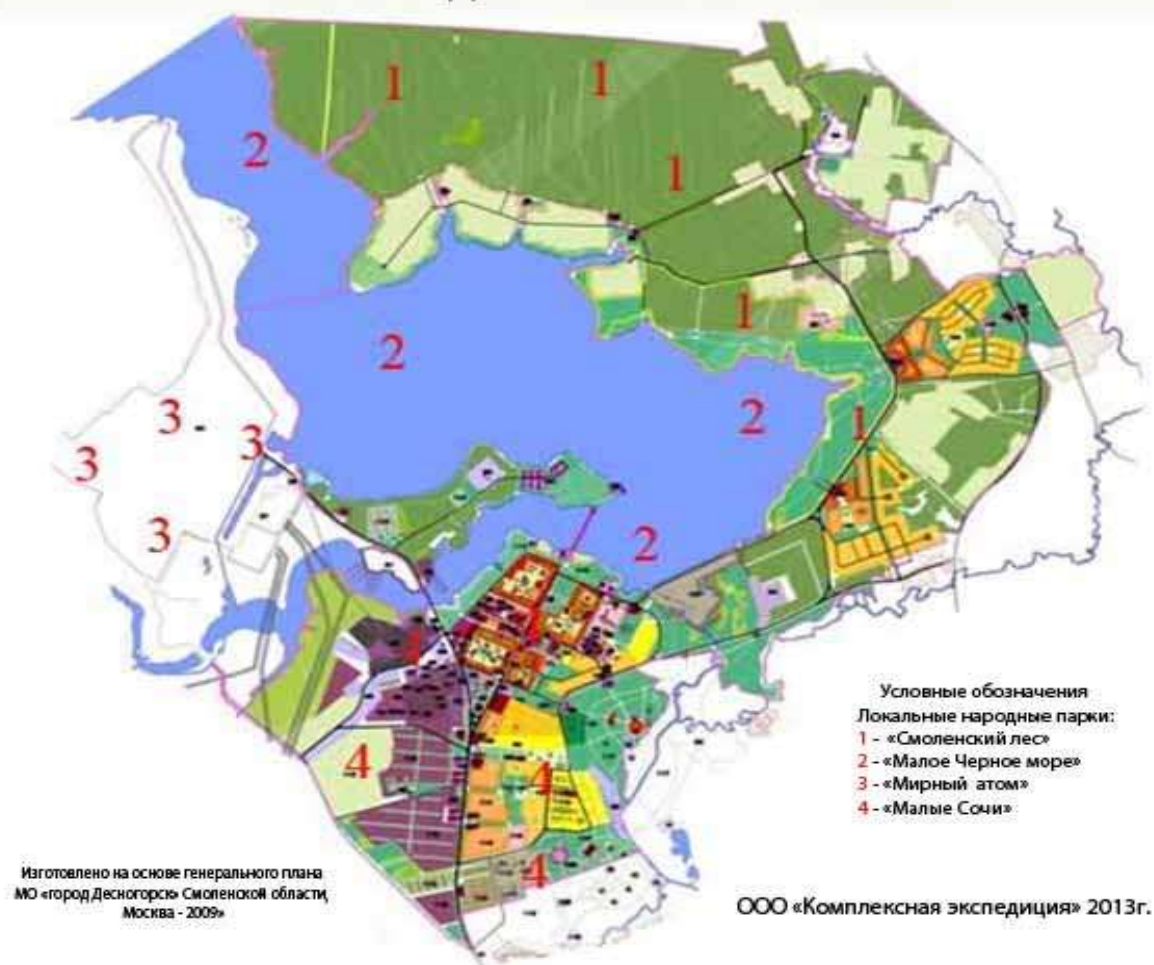 1
1
2
1
1
2
2
1
3
3
3
3
2
4
4
4
Условные обозначения
Локальные народные парки:
1 - «Смоленский лес»
2 - «Малое Черное море»
3 - «Мирный атом»
4 - «Малые Сочи»
Изготовлено на основе генерального плана
МО «город Десногорск» Смоленской области,
Москва - 2009»
ООО «Комплексная экспедиция» 2013г.